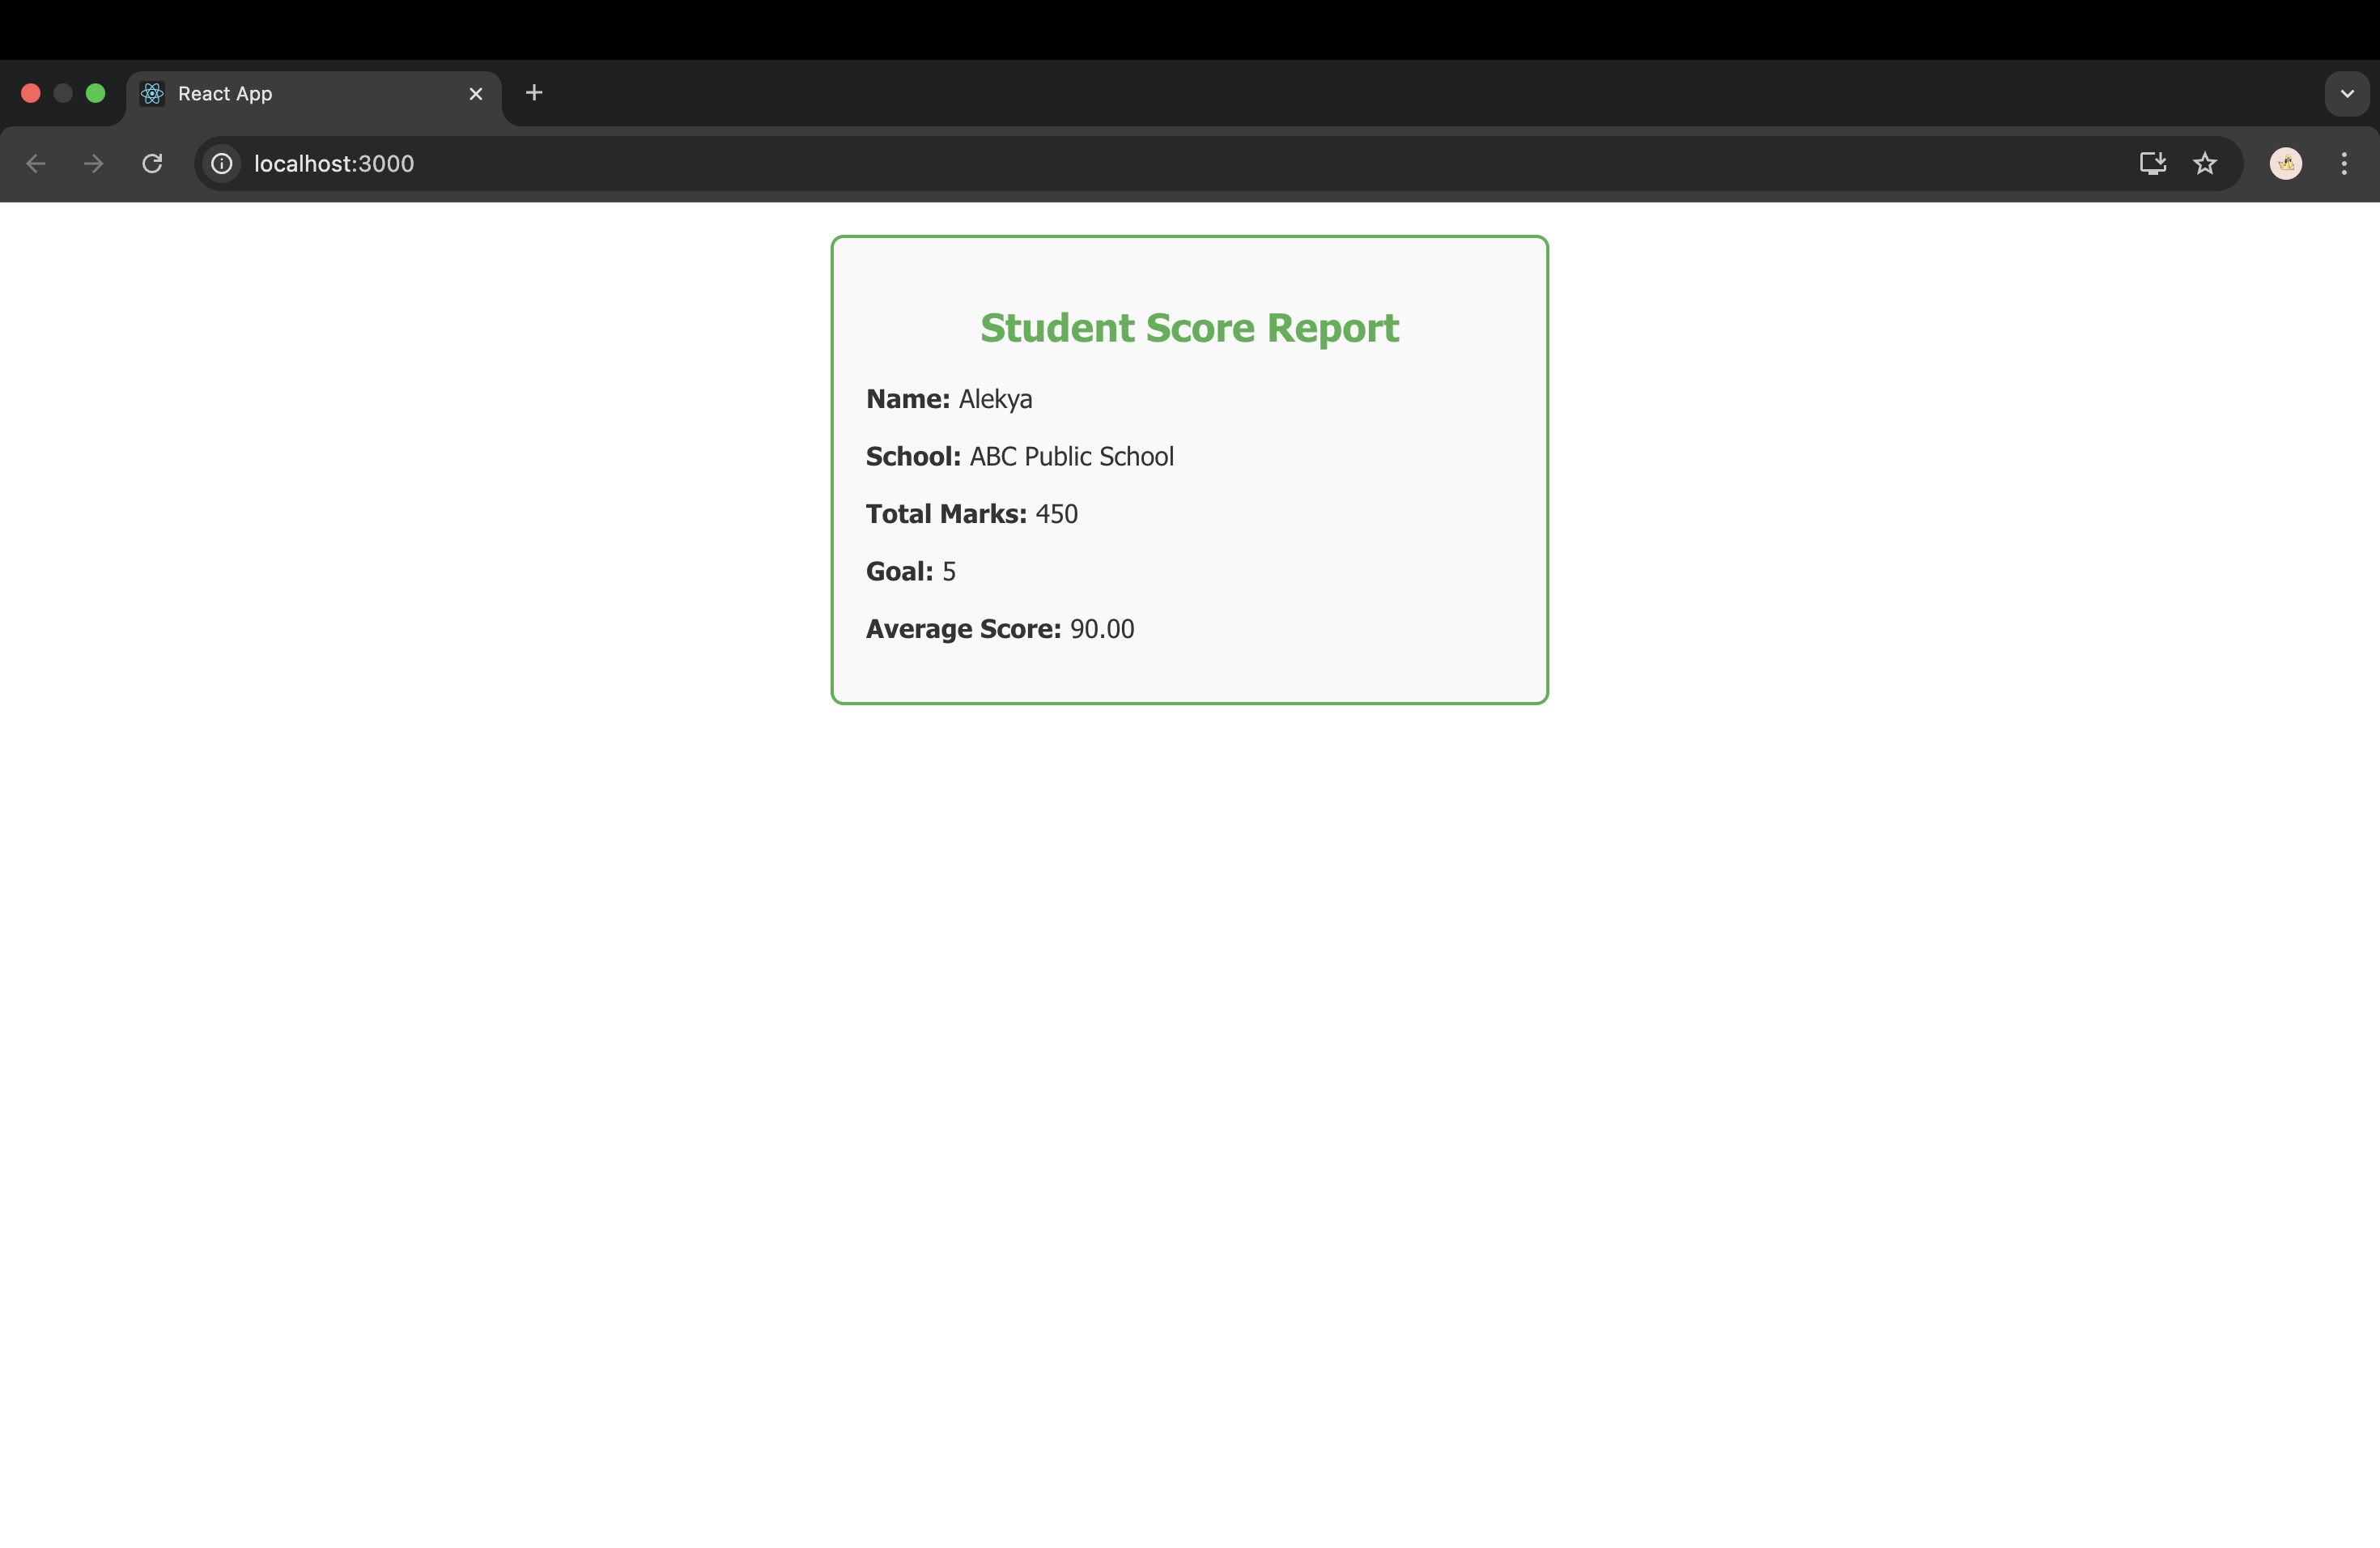 React App
localhost:3000
Student Score Report
Name: Alekya
School: ABC Public School
Total Marks: 450
Goal: 5
Average Score: 90.00